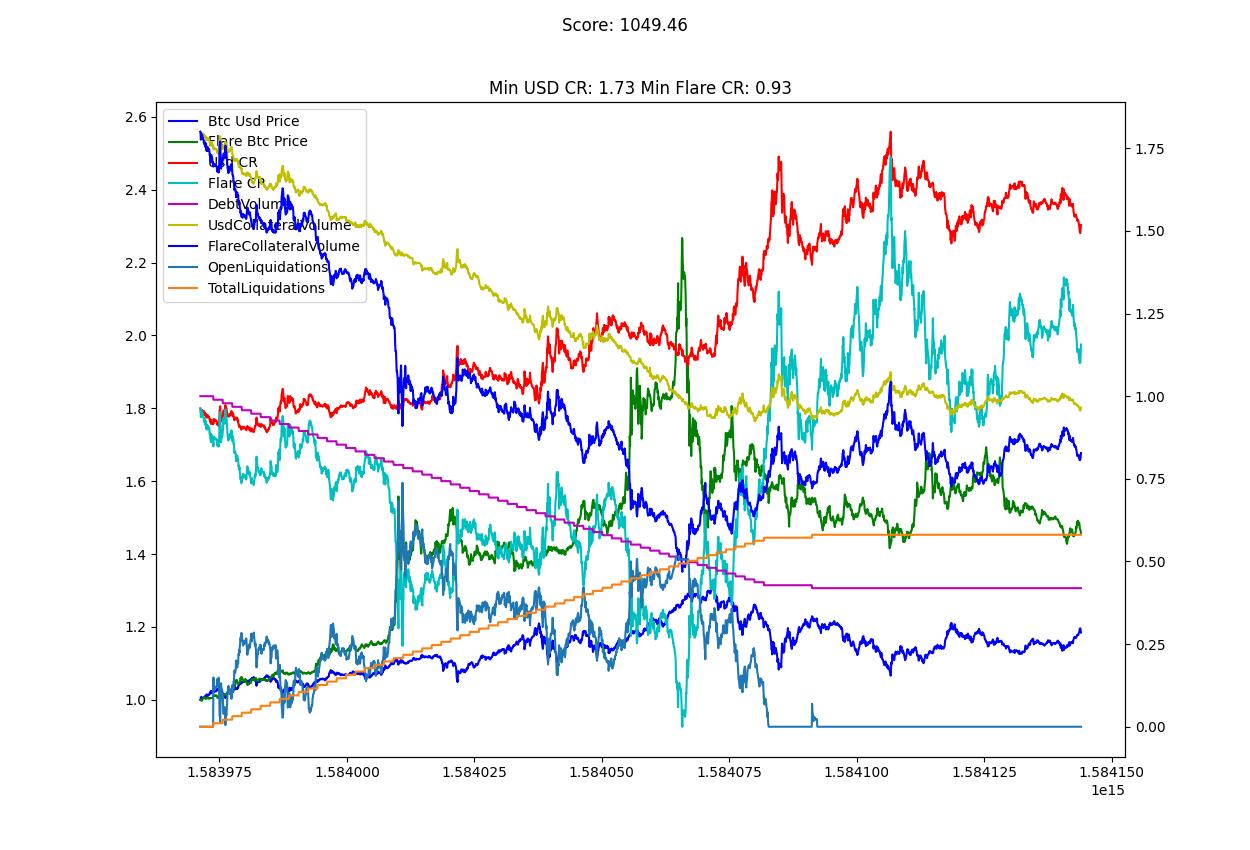 Score: 1049.46
Min USD CR: 1.73 Min Flare CR: 0.93
Btc Usd Price
Flare Btc Price
Usd CR
Flare CR
DebtVolume
UsdCollateralVolume
FlareCollateralVolume
OpenLiquidations
TotalLiquidations
2.6
2.4
2.2
2.0
1.8
1.6
1.4
1.2
1.0
1.75
1.50
1.25
1.00
0.75
0.50
0.25
0.00
1.583975 1.584000 1.584025 1.584050 1.584075 1.584100 1.584125 1.584150
1e15